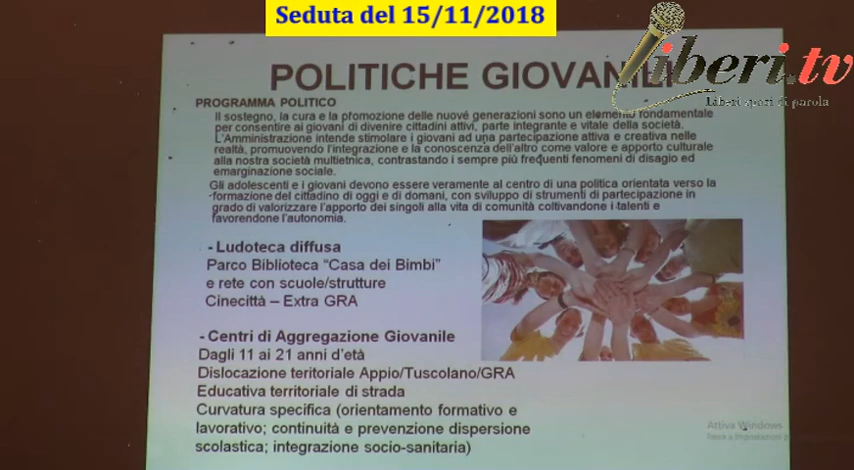 Seduta del 15/11/2018
Liberi.tv
Liberi spazi di parola
POLITICHE GIOVANILI
PROGRAMMA POLITICO
Il sostegno, la cura e la promozione delle nuove generazioni sono un elemento fondamentale
per consentire ai giovani di divenire cittadini attivi, parte integrante e vitale della società.
L'Amministrazione intende stimolare i giovani ad una partecipazione attiva e creativa nelle
realtà, promuovendo l'integrazione e la conoscenza dell'altro come valore e apporto culturale
alla nostra società multietnica, contrastando i sempre più frequenti fenomeni di disagio ed
emarginazione sociale.
Gli adolescenti e i giovani devono essere veramente al centro di una politica orientata verso la
formazione del cittadino di oggi e di domani, con sviluppo di strumenti di partecipazione in
grado di valorizzare l'apporto dei singoli alla vita di comunità coltivandone i talenti e
favorendone l'autonomia.
- Ludoteca diffusa
Parco Biblioteca "Casa dei Bimbi"
e rete con scuole/strutture
Cinecittà – Extra GRA
- Centri di Aggregazione Giovanile
Dagli 11 ai 21 anni d'età
Dislocazione teritoriale Appio/Tuscolano/GRA
Educativa territoriale di strada
Curvatura specifica (orientamento formativo e
lavorativo; continuità e prevenzione dispersione
scolastica; integrazione socio-sanitaria)
Attiva Windows